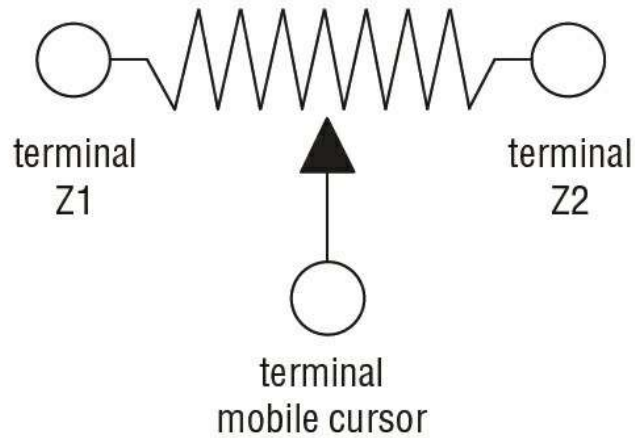 terminal
Z1
terminal
Z2
terminal
mobile cursor